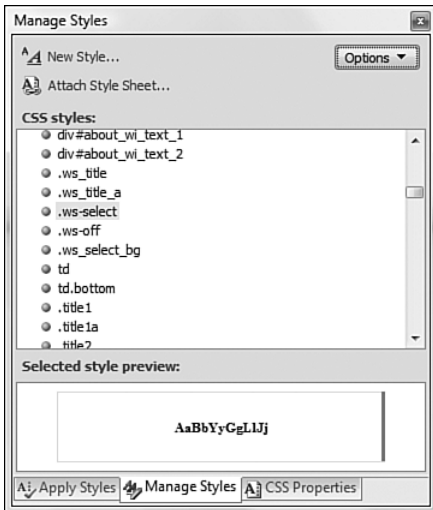 Manage Styles
New Style...
Options
Attach Style Sheet...
CSS styles:
div#about_wi_text_1
div#about_wi_text_2
.ws_title
.ws_title_a
.ws-select
.ws-off
.ws_select_bg
td
td.bottom
.title1
.title1a
.title2
Selected style preview:
AaBbYyGgLlJj
Apply Styles Manage Styles CSS Properties